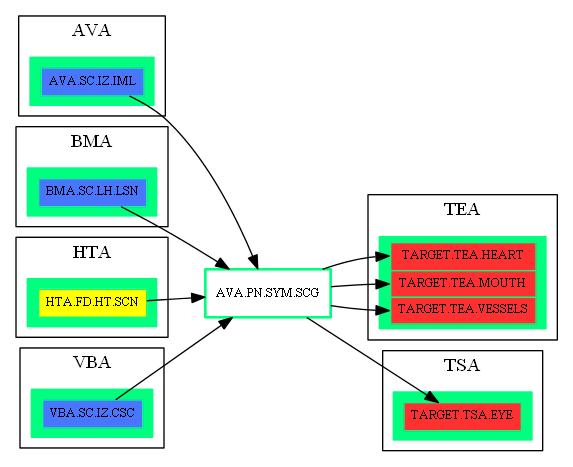 AVA
AVA.SC.IZ.IML
BMA
BMA.SC.LH.LSN
HTA
HTA.FD.HT.SCN
VBA
VBA.SC.IZ.CSC
AVA.PN.SYM.SCG
TEA
TARGET.TEA.HEART
TARGET.TEA.MOUTH
TARGET.TEA.VESSELS
TSA
TARGET.TSA.EYE